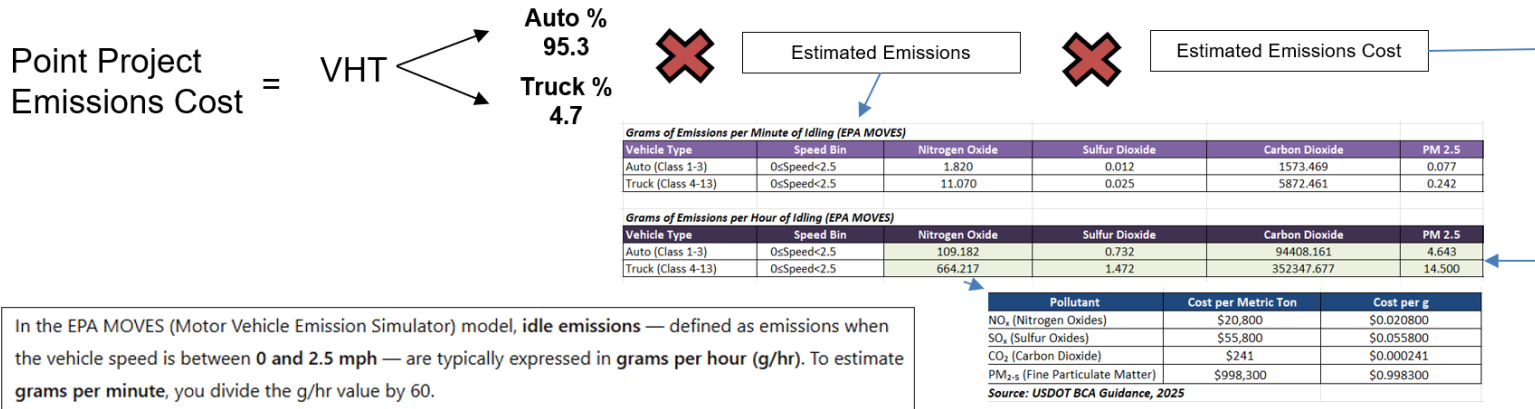 Point Project
Emissions Cost
=
VHT
Auto %
95.3
Truck %
4.7
Estimated Emissions
Estimated Emissions Cost
Grams of Emissions per Minute of Idling (EPA MOVES)
Vehicle Type Speed Bin Nitrogen Oxide Sulfur Dioxide Carbon Dioxide PM 2.5
Auto (Class 1-3) 0≤Speed<2.5 1.820 0.012 1573.469 0.077
Truck (Class 4-13) 0≤Speed<2.5 11.070 0.025 5872.461 0.242
Grams of Emissions per Hour of Idling (EPA MOVES)
Vehicle Type Speed Bin Nitrogen Oxide Sulfur Dioxide Carbon Dioxide PM 2.5
Auto (Class 1-3) 0≤Speed<2.5 109.182 0.732 94408.161 4.643
Truck (Class 4-13) 0≤Speed<2.5 664.217 1.472 352347.677 14.500
Pollutant Cost per Metric Ton Cost per g
NOₓ (Nitrogen Oxides) $20,800 $0.020800
SOₓ (Sulfur Oxides) $55,800 $0.055800
CO₂ (Carbon Dioxide) $241 $0.000241
PM₂.₅ (Fine Particulate Matter) $998,300 $0.998300
Source: USDOT BCA Guidance, 2025
In the EPA MOVES (Motor Vehicle Emission Simulator) model, idle emissions — defined as emissions when
the vehicle speed is between 0 and 2.5 mph — are typically expressed in grams per hour (g/hr). To estimate
grams per minute, you divide the g/hr value by 60.